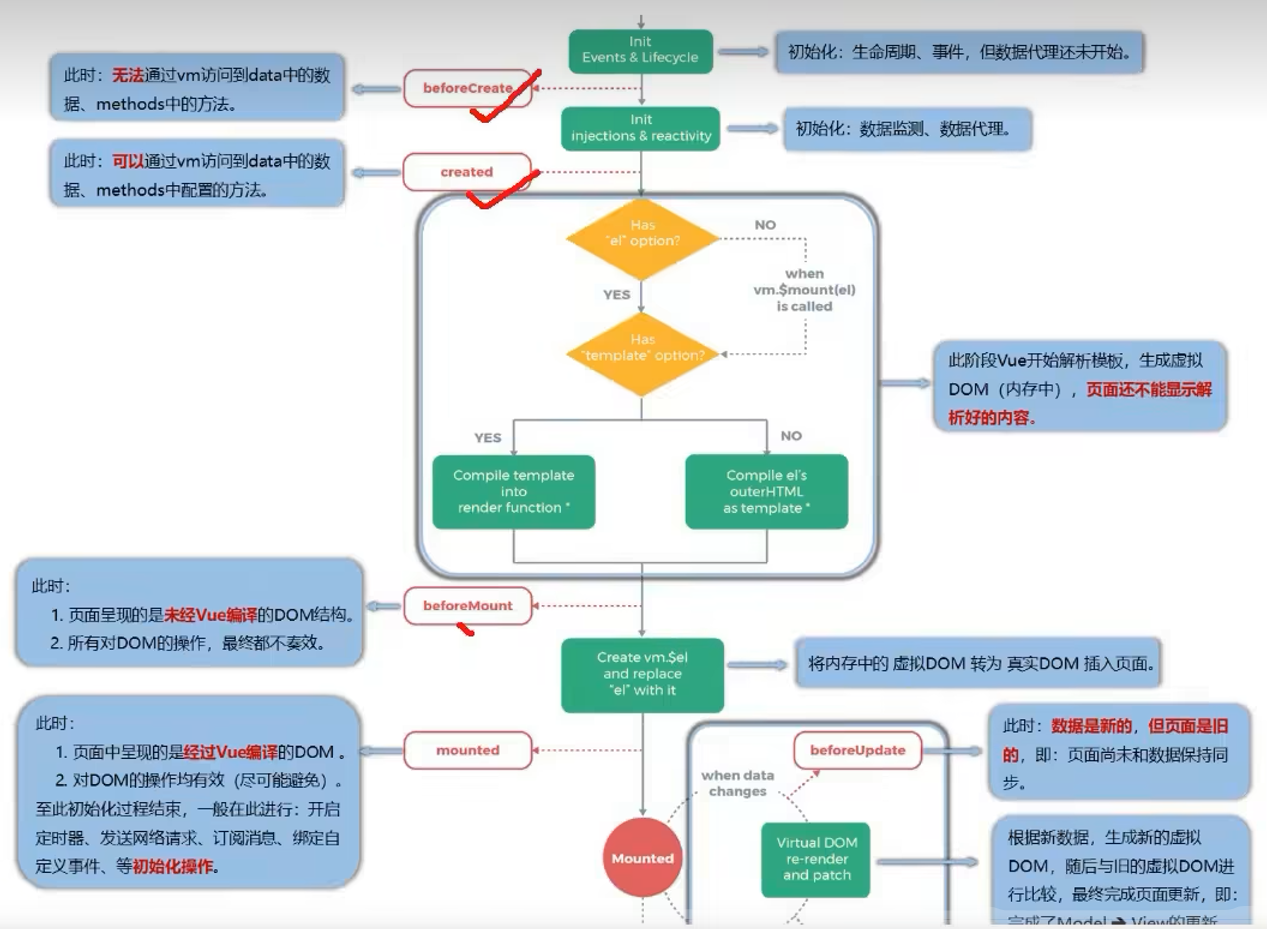 Init
Events & Lifecycle
初始化：生命周期、事件，但数据代理还未开始。
此时：无法通过vm访问到data中的数
据、methods中的方法。
beforeCreate
Init
injections & reactivity
初始化：数据监测、数据代理。
此时：可以通过vm访问到data中的数
据、methods中配置的方法。
created
Has
"el" option?
NO
when
vm.$mount(el)
is called
YES
Has
"template" option?
此阶段Vue开始解析模板，生成虚拟
DOM（内存中），页面还不能显示解
析好的内容。
YES
NO
Compile template
into
render function *
Compile el's
outerHTML
as template *
此时：
1. 页面呈现的是未经Vue编译的DOM结构。
2. 所有对DOM的操作，最终都不奏效。
beforeMount
Create vm.$el
and replace
"el" with it
将内存中的 虚拟DOM 转为 真实DOM 插入页面。
此时：
1. 页面中呈现的是经过Vue编译的DOM 。
2. 对DOM的操作均有效（尽可能避免）。
至此初始化过程结束，一般在此进行：开启
定时器、发送网络请求、订阅消息、绑定自
定义事件、等初始化操作。
mounted
beforeUpdate
此时：数据是新的，但页面是旧
的，即：页面尚未和数据保持同
步。
when data
changes
Mounted
Virtual DOM
re-render
and patch
根据新数据，生成新的虚拟
DOM，随后与旧的虚拟DOM进
行比较，最终完成页面更新，即：
完成了Model ➔ View的更新